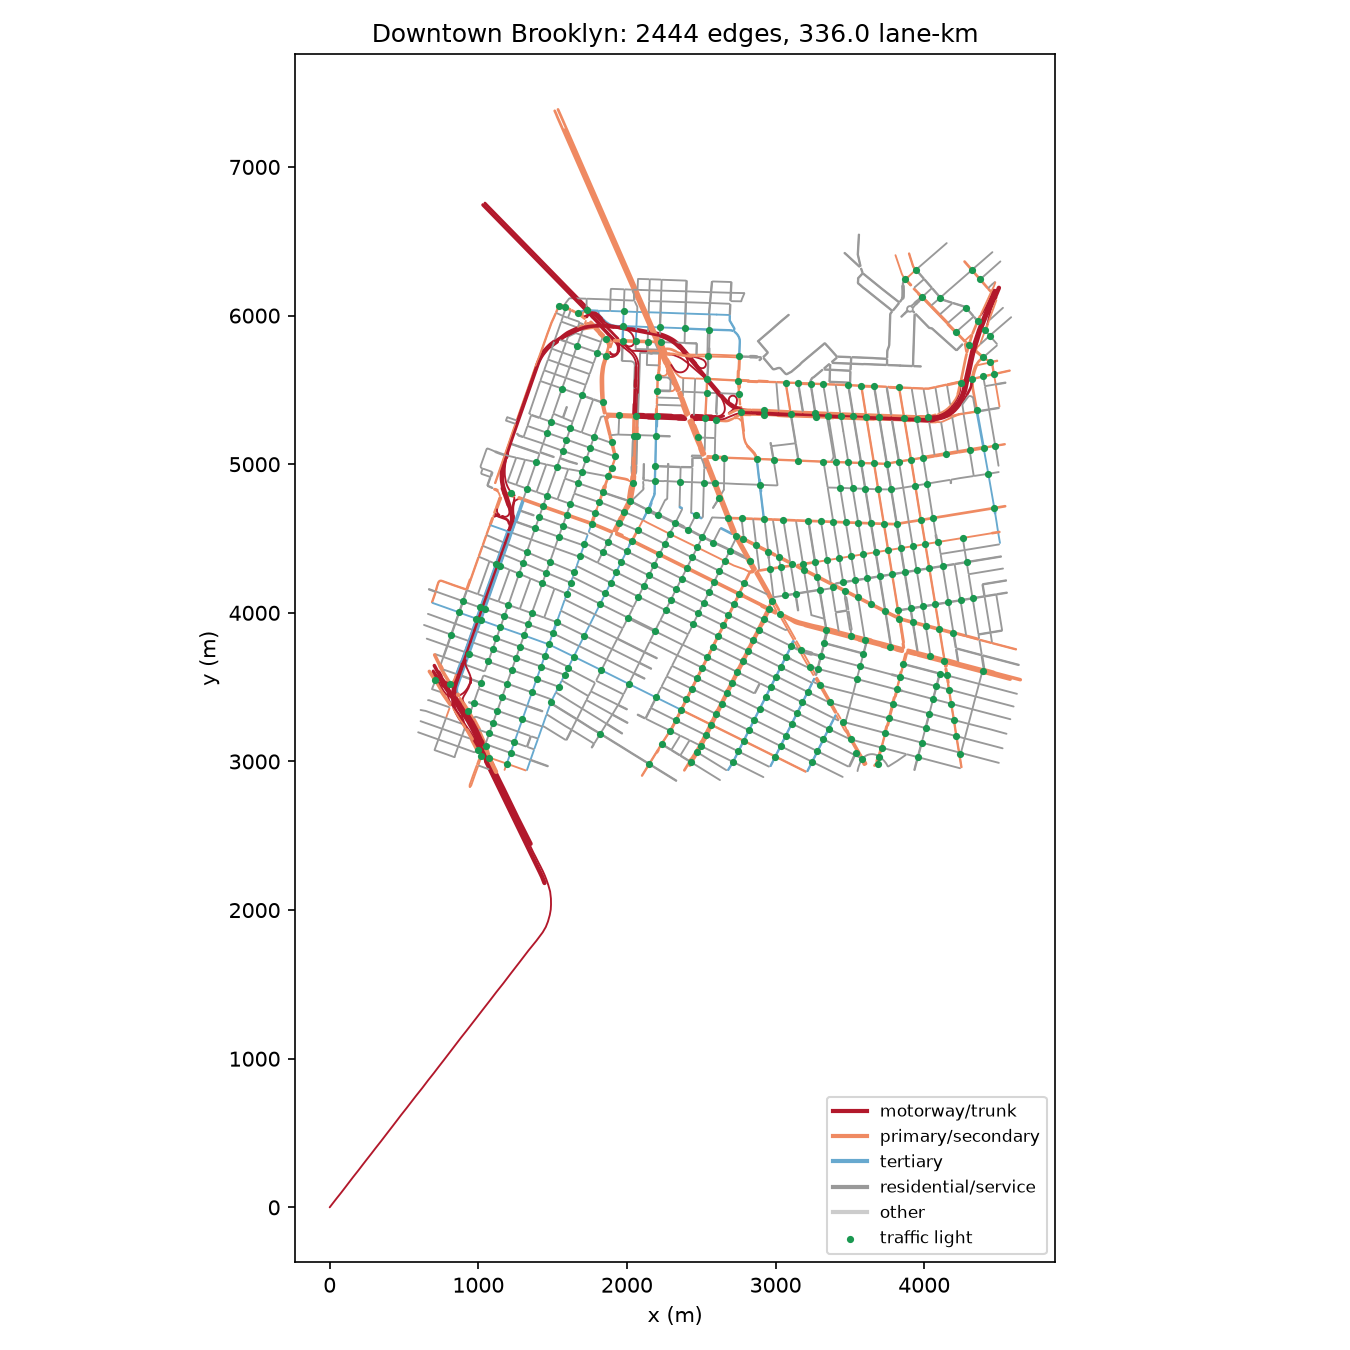 Downtown Brooklyn: 2444 edges, 336.0 lane-km
7000
6000
5000
4000
3000
2000
1000
0
y (m)
motorway/trunk
primary/secondary
tertiary
residential/service
other
traffic light
0 1000 2000 3000 4000
x (m)